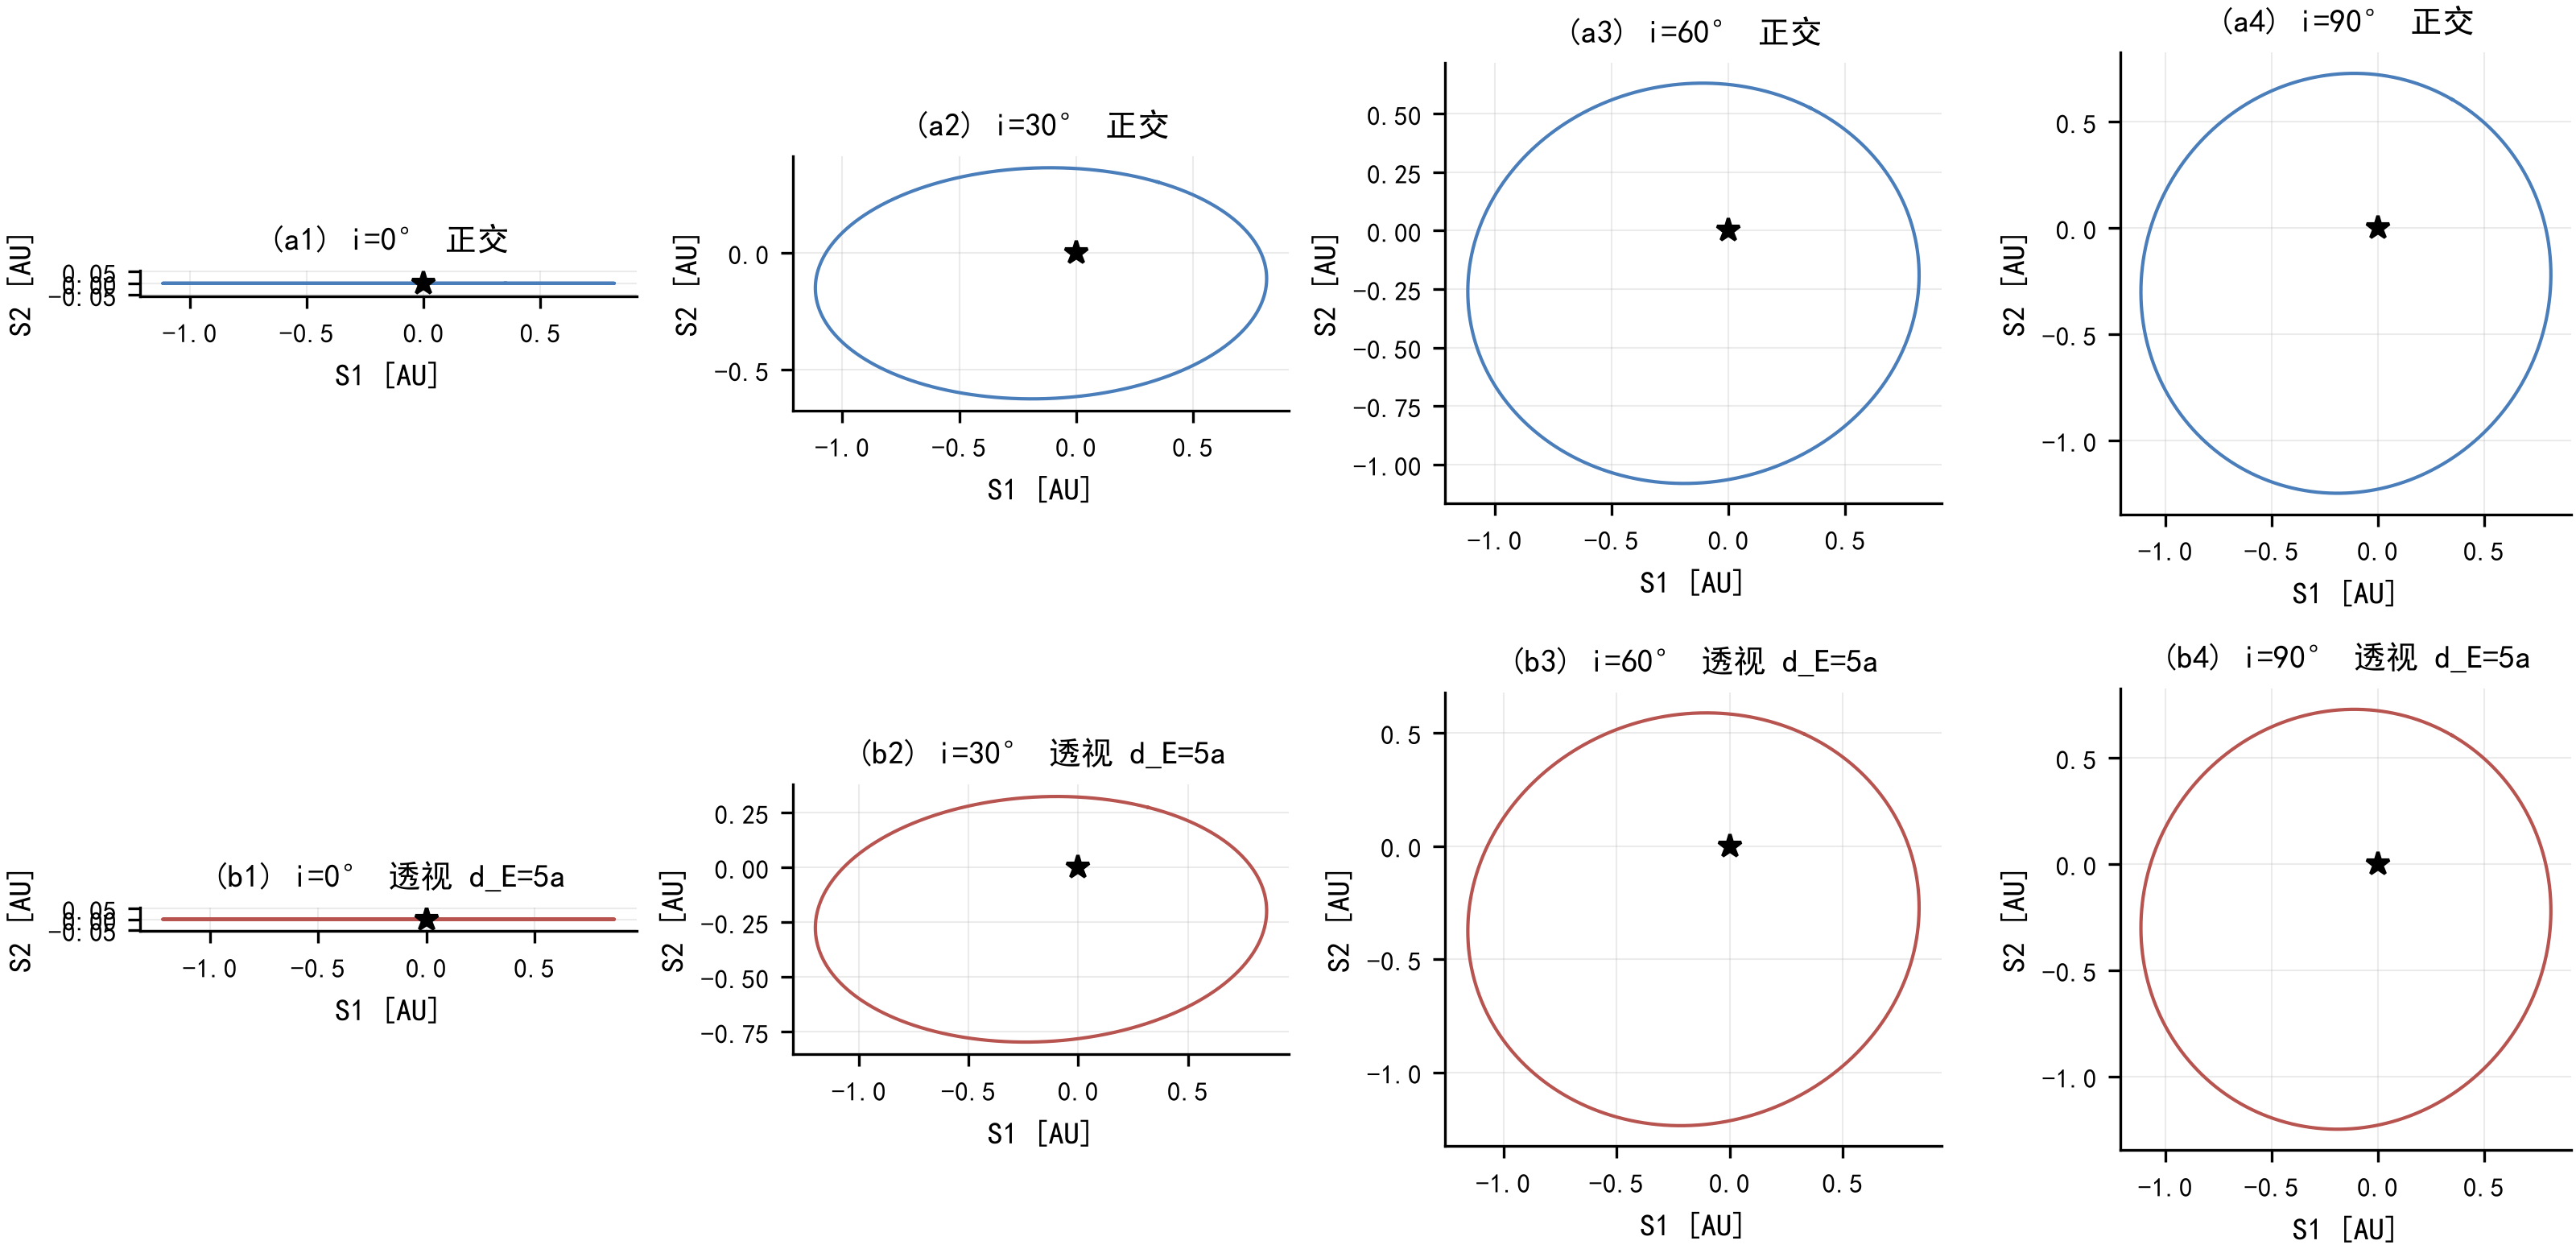 (a1) i=0° 正交
S2 [AU]
0.05
0.00
-0.05
-1.0 -0.5 0.0 0.5
S1 [AU]
(a2) i=30° 正交
S2 [AU]
0.0
-0.5
-1.0 -0.5 0.0 0.5
S1 [AU]
(a3) i=60° 正交
S2 [AU]
0.50
0.25
0.00
-0.25
-0.50
-0.75
-1.00
-1.0 -0.5 0.0 0.5
S1 [AU]
(a4) i=90° 正交
S2 [AU]
0.5
0.0
-0.5
-1.0
-1.0 -0.5 0.0 0.5
S1 [AU]
(b1) i=0° 透视 d_E=5a
S2 [AU]
0.05
0.00
-0.05
-1.0 -0.5 0.0 0.5
S1 [AU]
(b2) i=30° 透视 d_E=5a
S2 [AU]
0.25
0.00
-0.25
-0.50
-0.75
-1.0 -0.5 0.0 0.5
S1 [AU]
(b3) i=60° 透视 d_E=5a
S2 [AU]
0.5
0.0
-0.5
-1.0
-1.0 -0.5 0.0 0.5
S1 [AU]
(b4) i=90° 透视 d_E=5a
S2 [AU]
0.5
0.0
-0.5
-1.0
-1.0 -0.5 0.0 0.5
S1 [AU]